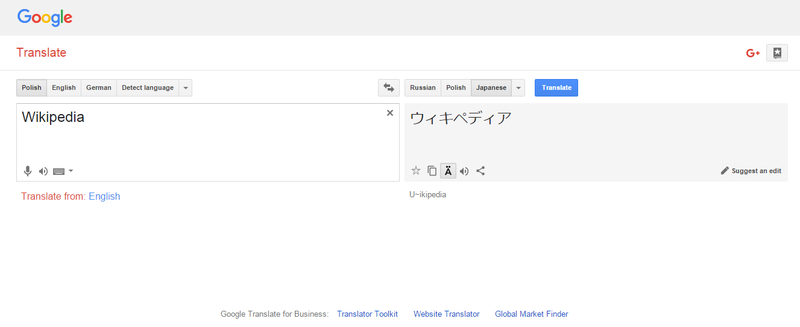 Google
Translate
G+
Polish English German Detect language
Russian Polish Japanese Translate
Wikipedia
ウィキペディア
Ä
Suggest an edit
Translate from: English
U~ikipedia
Google Translate for Business: Translator Toolkit Website Translator Global Market Finder